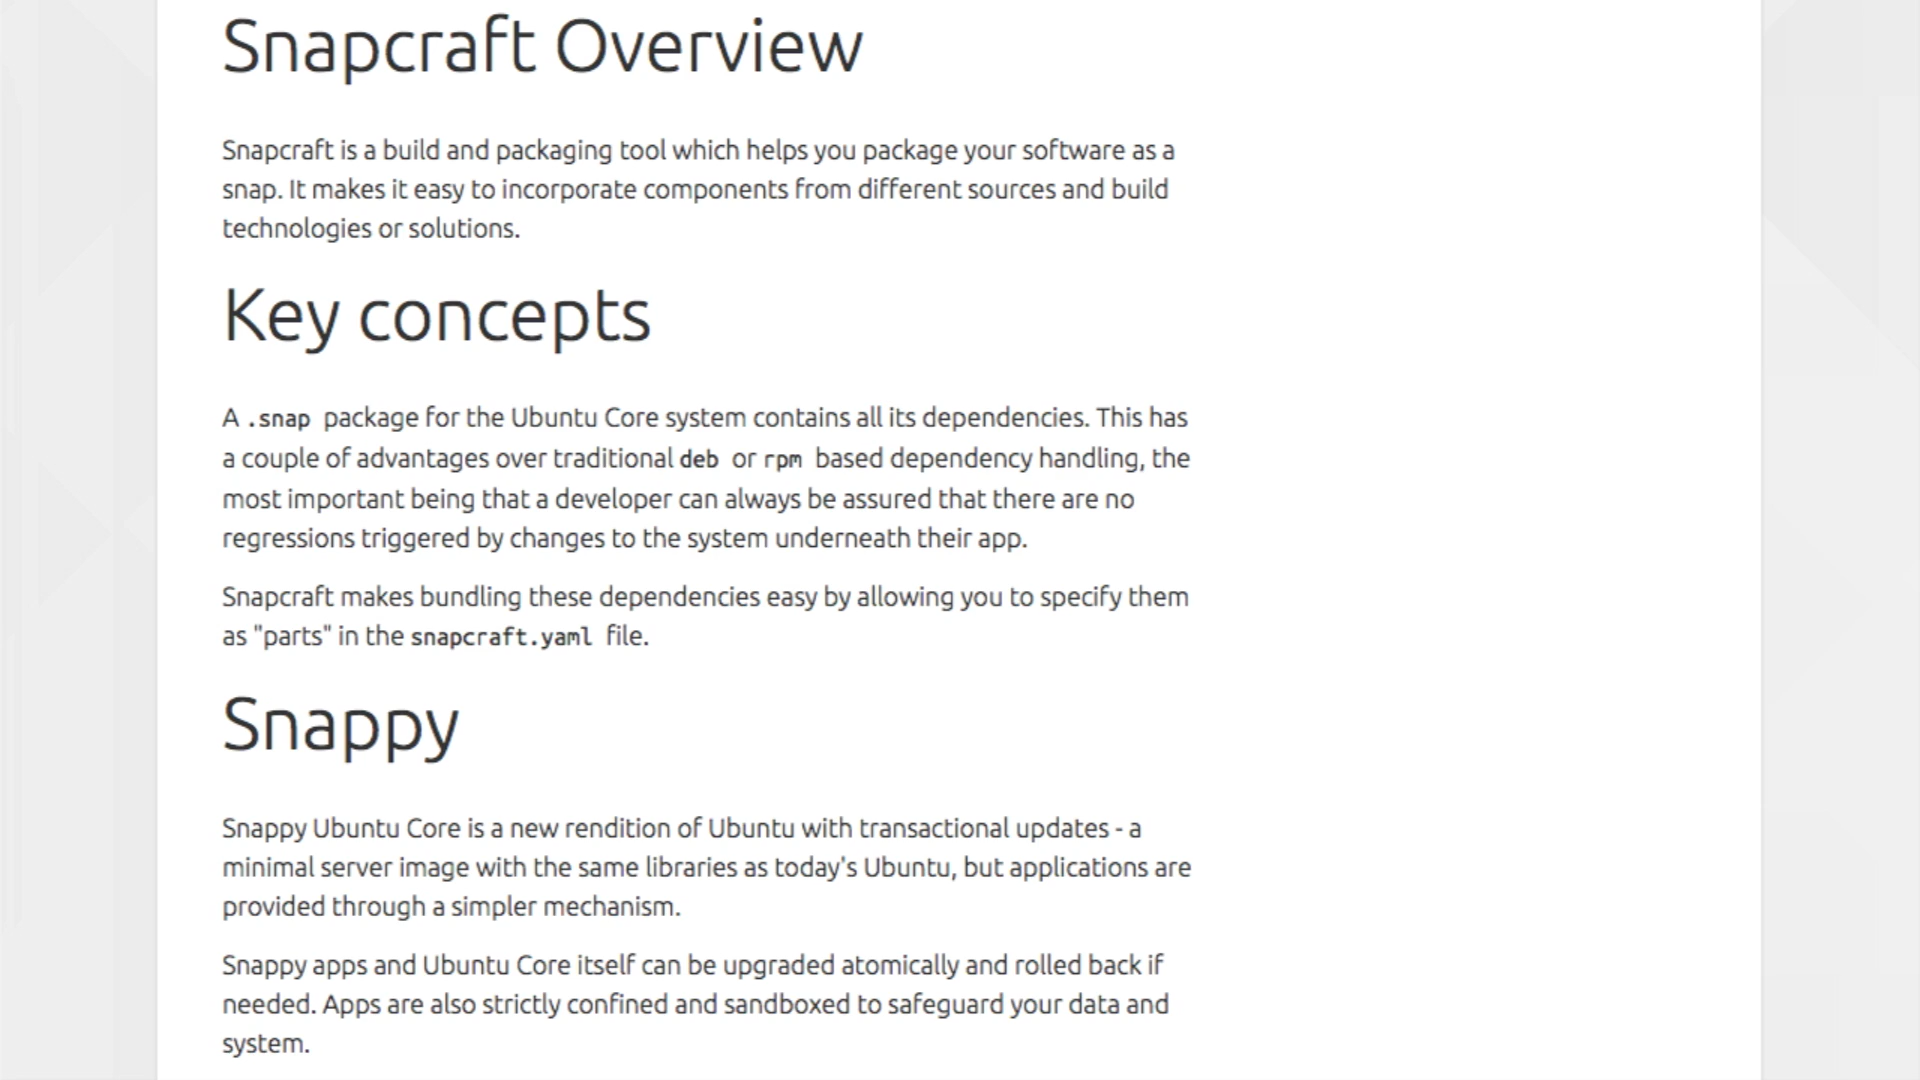 Snapcraft Overview
Snapcraft is a build and packaging tool which helps you package your software as a
snap. It makes it easy to incorporate components from different sources and build
technologies or solutions.
Key concepts
A .snap package for the Ubuntu Core system contains all its dependencies. This has
a couple of advantages over traditional deb or rpm based dependency handling, the
most important being that a developer can always be assured that there are no
regressions triggered by changes to the system underneath their app.
Snapcraft makes bundling these dependencies easy by allowing you to specify them
as "parts" in the snapcraft.yaml file.
Snappy
Snappy Ubuntu Core is a new rendition of Ubuntu with transactional updates - a
minimal server image with the same libraries as today's Ubuntu, but applications are
provided through a simpler mechanism.
Snappy apps and Ubuntu Core itself can be upgraded atomically and rolled back if
needed. Apps are also strictly confined and sandboxed to safeguard your data and
system.